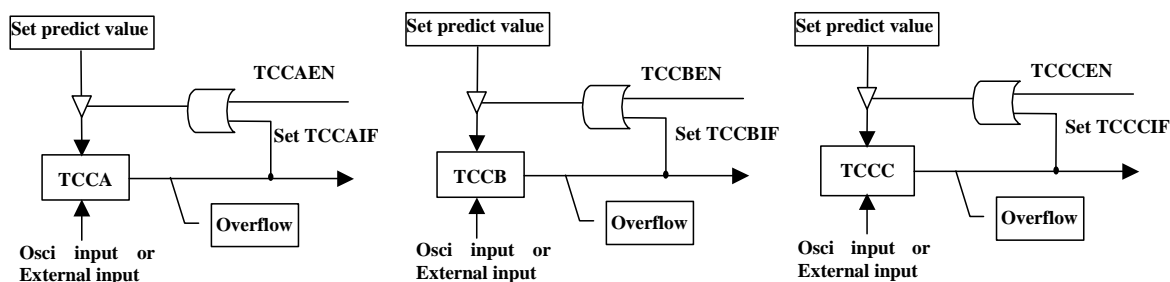 Set predict value
TCCAEN
Set TCCAIF
TCCA
Overflow
Osci input or
External input
Set predict value
TCCBEN
Set TCCBIF
TCCB
Overflow
Osci input or
External input
Set predict value
TCCCEN
Set TCCCIF
TCCC
Overflow
Osci input or
External input